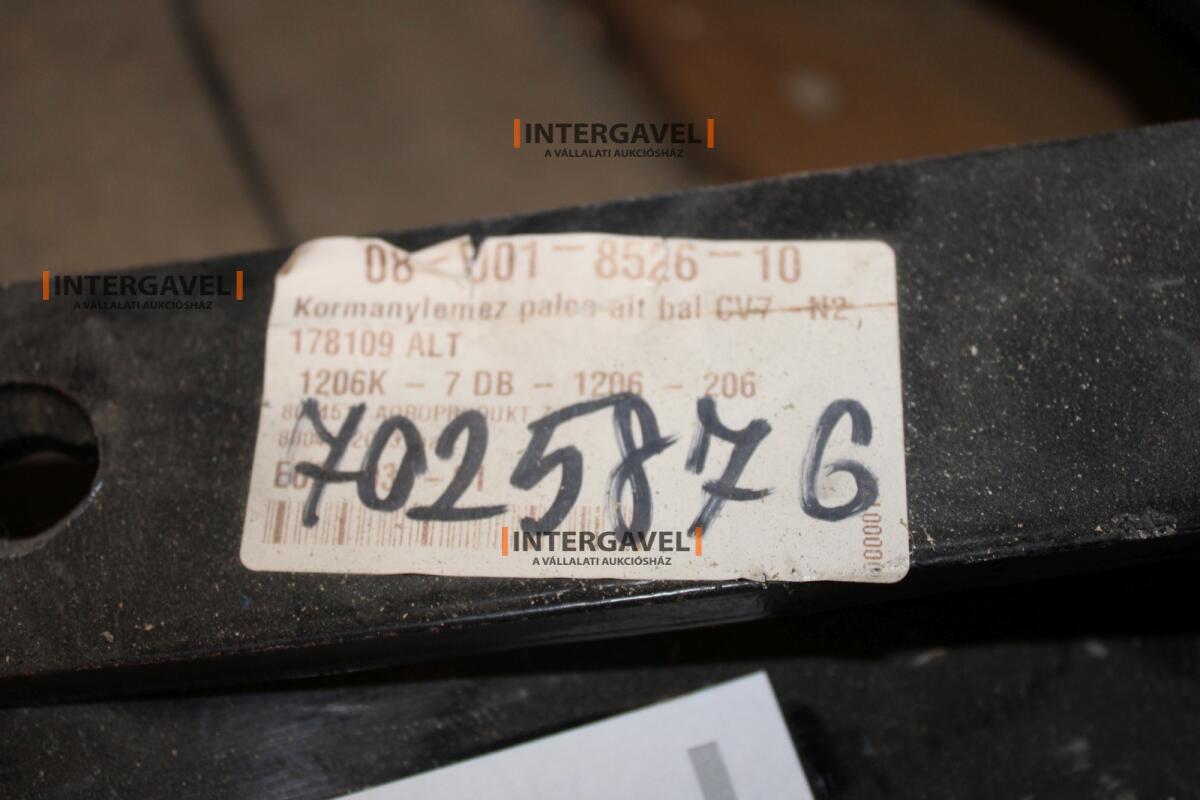 INTERGAVEL
A VÁLLALATI AUKCIÓSHÁZ
INTERGAVEL
A VÁLLALATI AUKCIÓSHÁZ
08-001-8526-10
Kormanylemez palca alt bal CV7 - N2,
178109 ALT
1206K - 7 DB - 1206 - 206
7025876
INTERGAVEL
A VÁLLALATI AUKCIÓSHÁZ